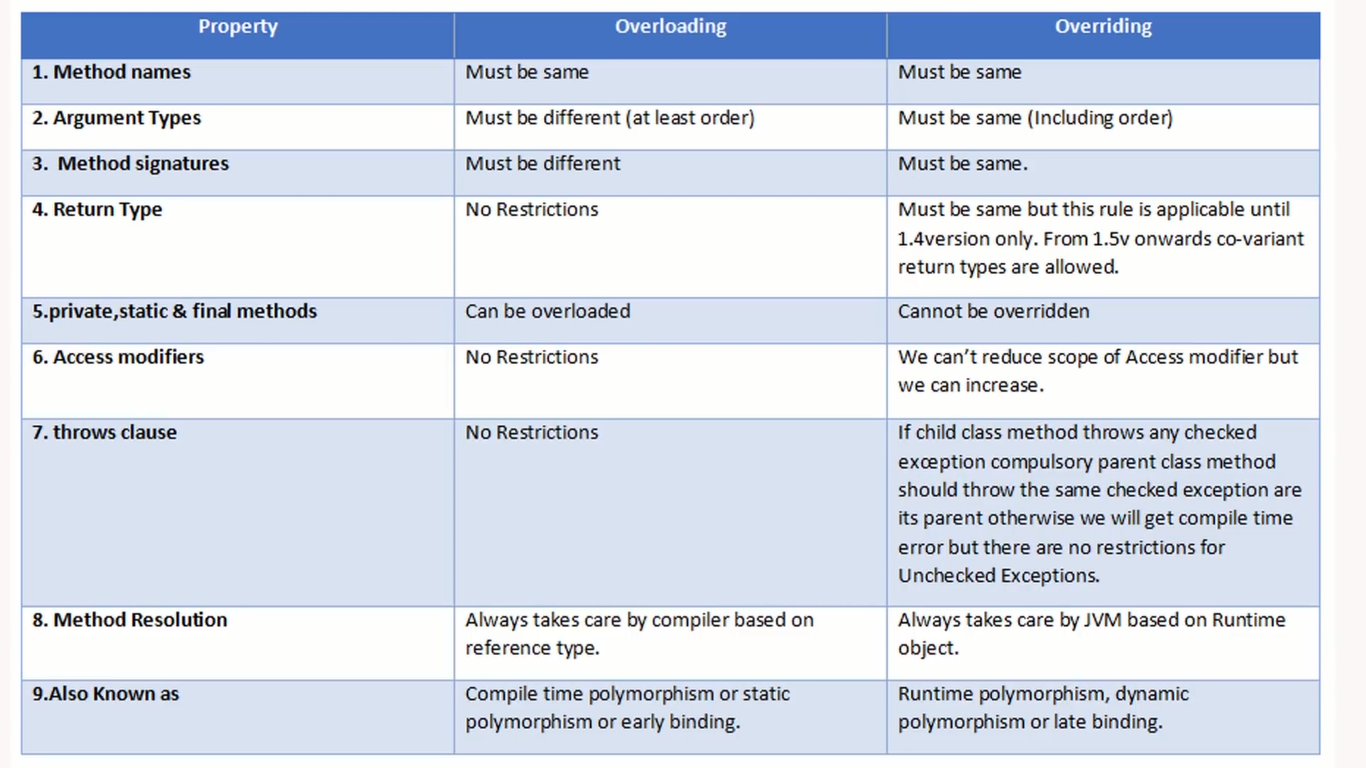 Property Overloading Overriding
1. Method names Must be same Must be same
2. Argument Types Must be different (at least order) Must be same (Including order)
3.  Method signatures Must be different Must be same.
4. Return Type No Restrictions Must be same but this rule is applicable until
1.4version only. From 1.5v onwards co-variant
return types are allowed.
5.private,static & final methods Can be overloaded Cannot be overridden
6. Access modifiers No Restrictions We can't reduce scope of Access modifier but
we can increase.
7. throws clause No Restrictions If child class method throws any checked
exception compulsory parent class method
should throw the same checked exception are
its parent otherwise we will get compile time
error but there are no restrictions for
Unchecked Exceptions.
8. Method Resolution Always takes care by compiler based on Always takes care by JVM based on Runtime
reference type. object.
9.Also Known as Compile time polymorphism or static Runtime polymorphism, dynamic
polymorphism or early binding. polymorphism or late binding.